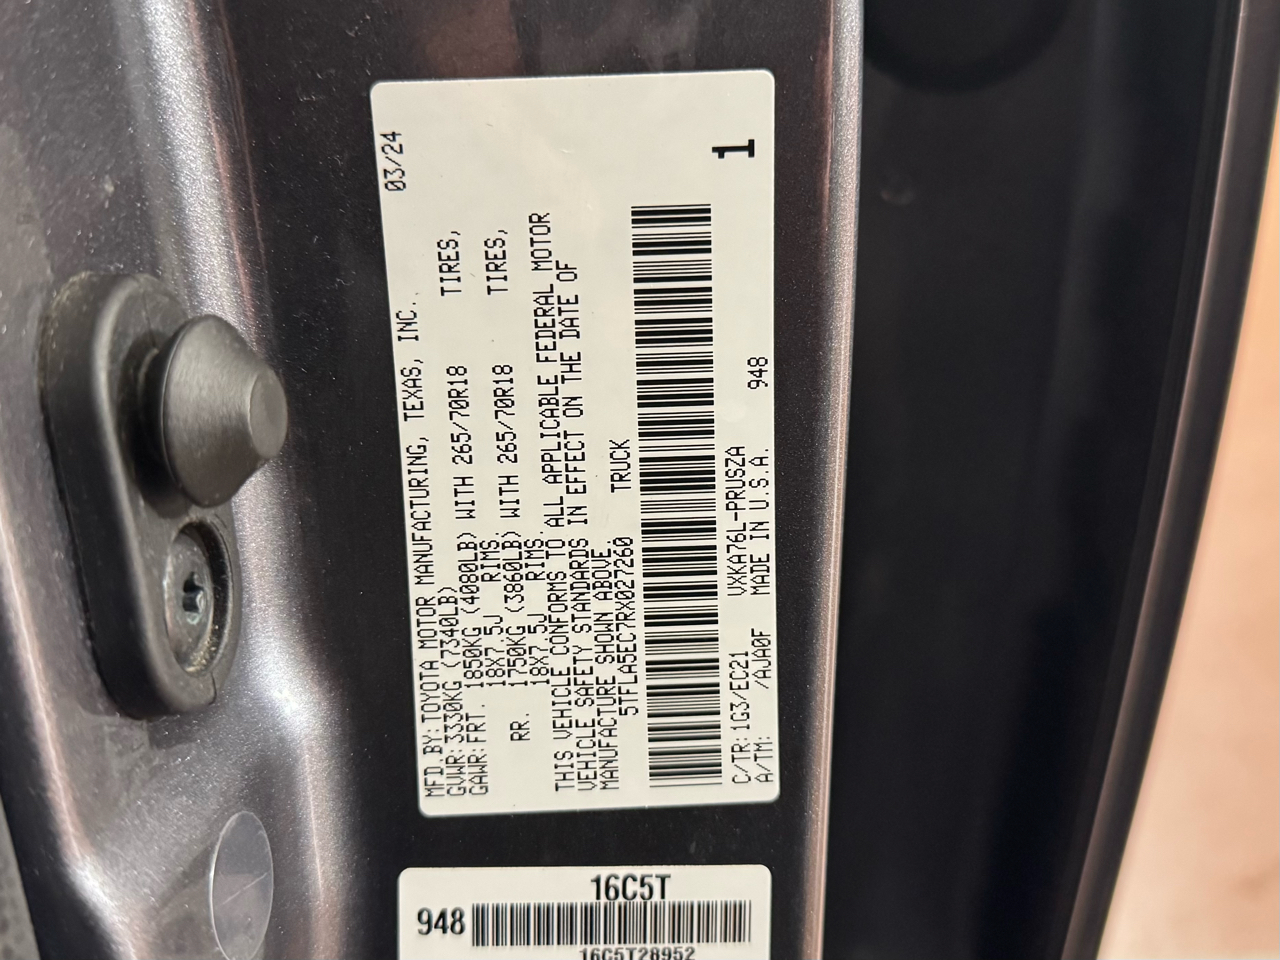 03/24
MFD.BY:TOYOTA MOTOR MANUFACTURING, TEXAS, INC.
GVWR:3330KG (7340LB)
GAWR:FRT. 1850KG (4080LB) WITH 265/70R18 TIRES,
18X7.5J RIMS.
RR. 1750KG (3860LB) WITH 265/70R18 TIRES,
18X7.5J RIMS.
THIS VEHICLE CONFORMS TO ALL APPLICABLE FEDERAL MOTOR
VEHICLE SAFETY STANDARDS IN EFFECT ON THE DATE OF
MANUFACTURE SHOWN ABOVE.
5TFLA5EC7RX027260 TRUCK
1
C/TR: 1G3/EC21 VXKA76L-PRUSZA
A/TM: /AJA0F MADE IN U.S.A. 948
16C5T
948
16C5T28952